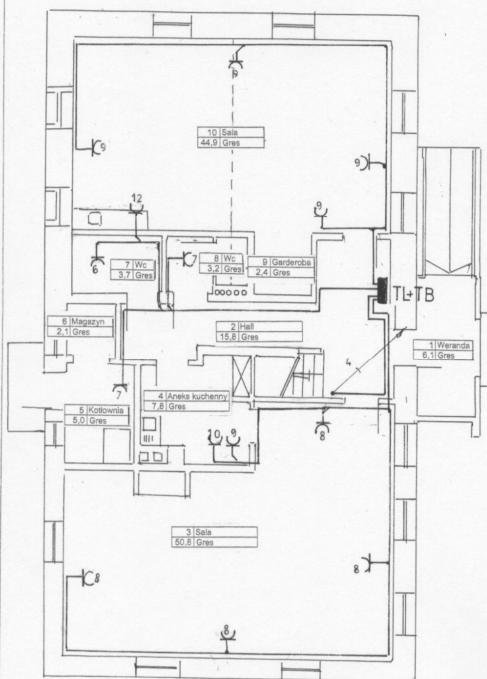 9
10 Sala
44,9 Gres
9
9
12
9
6
7 Wc
3,7 Gres
7
8 Wc
3,2 Gres
9 Garderoba
2,4 Gres
TL+TB
6 Magazyn
2,1 Gres
2 Hall
15,8 Gres
1 Weranda
6,1 Gres
4
7
4 Aneks kuchenny
7,8 Gres
5 Kotłownia
5,0 Gres
10
9
8
3 Sala
50,8 Gres
8
8
8